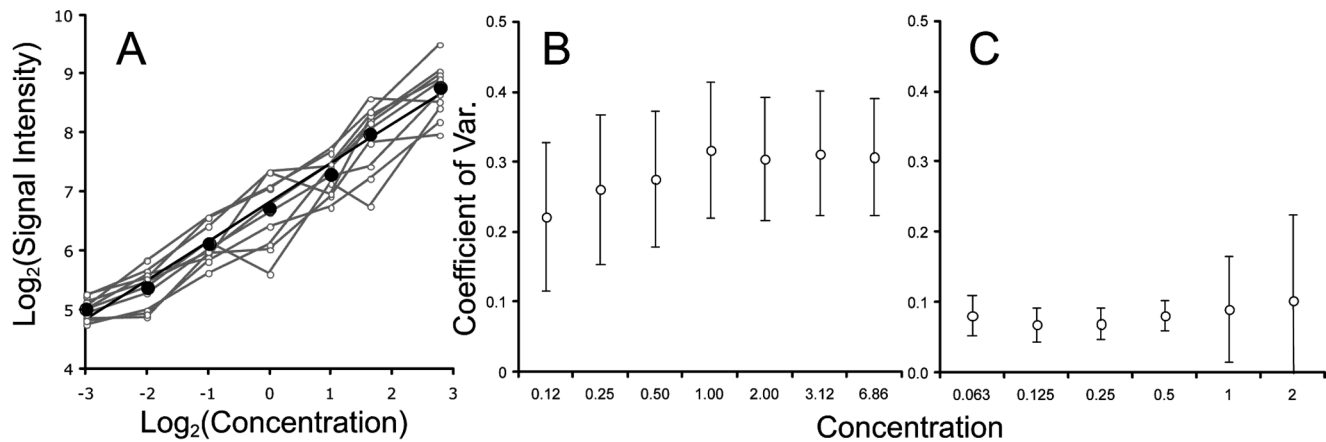 A
Log₂(Signal Intensity)
10
9
8
7
6
5
4
-3 -2 -1 0 1 2 3
Log₂(Concentration)
B
Coefficient of Var.
0.5
0.4
0.3
0.2
0.1
0
0.12 0.25 0.50 1.00 2.00 3.12 6.86
C
0.5
0.4
0.3
0.2
0.1
0.0
0.063 0.125 0.25 0.5 1 2
Concentration